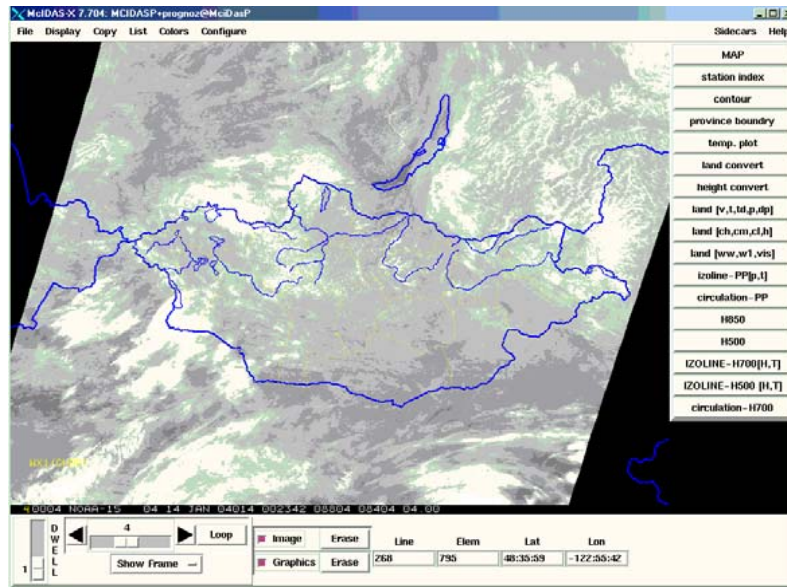 McIDAS-X 7.704: MCIDASP+prognoz@MciDasP
File Display Copy List Colors Configure Sidecars Help
MAP
station index
contour
province boundry
temp. plot
land convert
height convert
land [v,t,td,p,dp]
land [ch,cm,cl,h]
land [ww,w1,vis]
izoline-PP[p,t]
circulation-PP
H850
H500
IZOLINE-H700[H,T]
IZOLINE-H500 [H,T]
circulation-H700
40004 NOAA-15 04 14 JAN 04014 002342 08804 08404 04.00
DWELL
1
4
Loop
Show Frame
Image Erase
Graphics Erase
Line Elem Lat Lon
268 795 48:35:59 -122:55:42